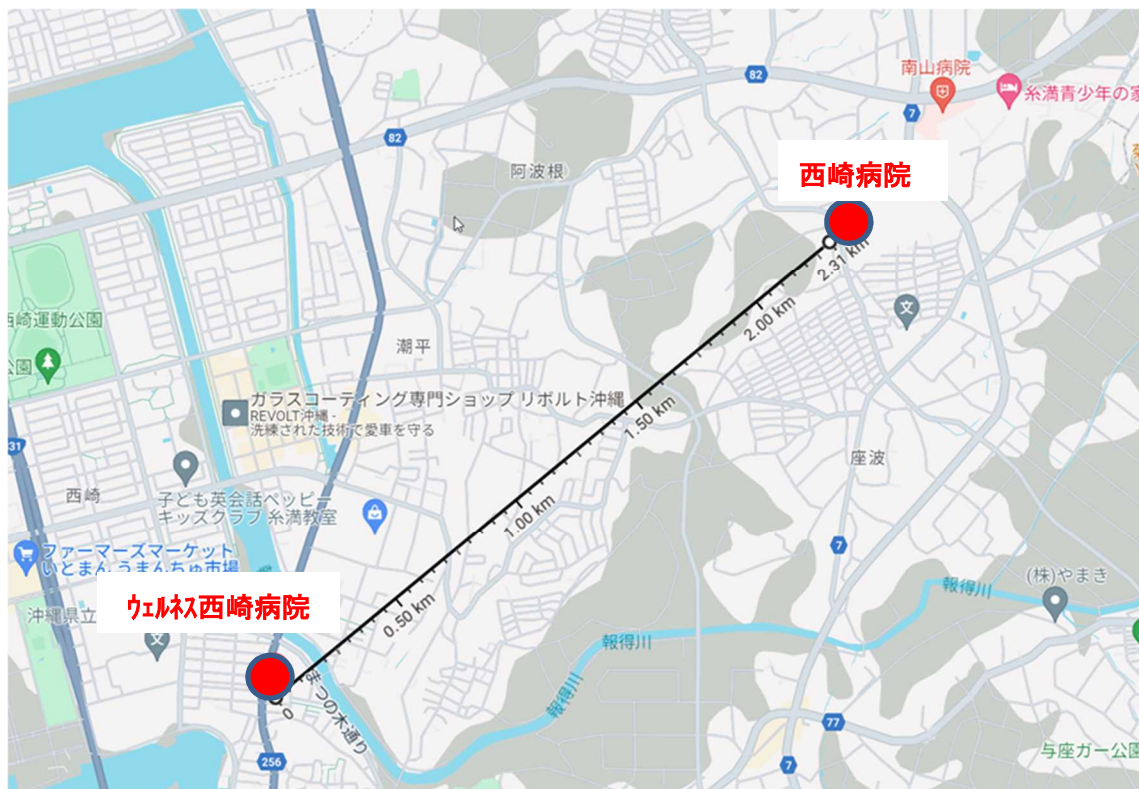 82
南山病院
7
糸満青少年の家
82
阿波根
西崎病院
2.31 km
2.00 km
文
西崎運動公園
公園
潮平
ガラスコーティング専門ショップ リボルト沖縄
REVOLT沖縄 -
洗練された技術で愛車を守る
1.50 km
31
座波
西崎
子ども英会話ペッピー
キッズクラブ 糸満教室
1.00 km
7
ファーマーズマーケット
いとまん うまんちゅ市場
(株)やまき
報得川
ｳｪﾙﾈｽ西崎病院
沖縄県立
文
0.50 km
報得川
報得川
まつの木通り
0
77
与座ガー公園
256
7